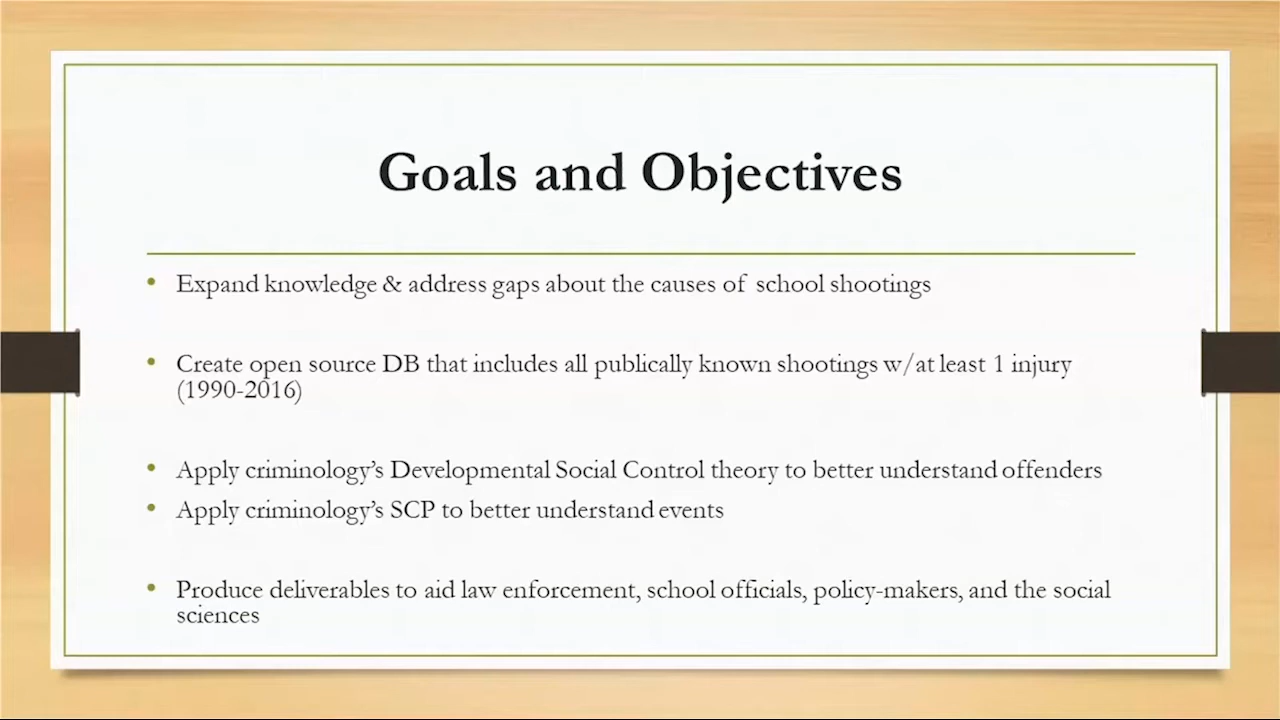 Goals and Objectives
• Expand knowledge & address gaps about the causes of school shootings
• Create open source DB that includes all publically known shootings w/at least 1 injury
(1990-2016)
• Apply criminology’s Developmental Social Control theory to better understand offenders
• Apply criminology’s SCP to better understand events
• Produce deliverables to aid law enforcement, school officials, policy-makers, and the social
sciences